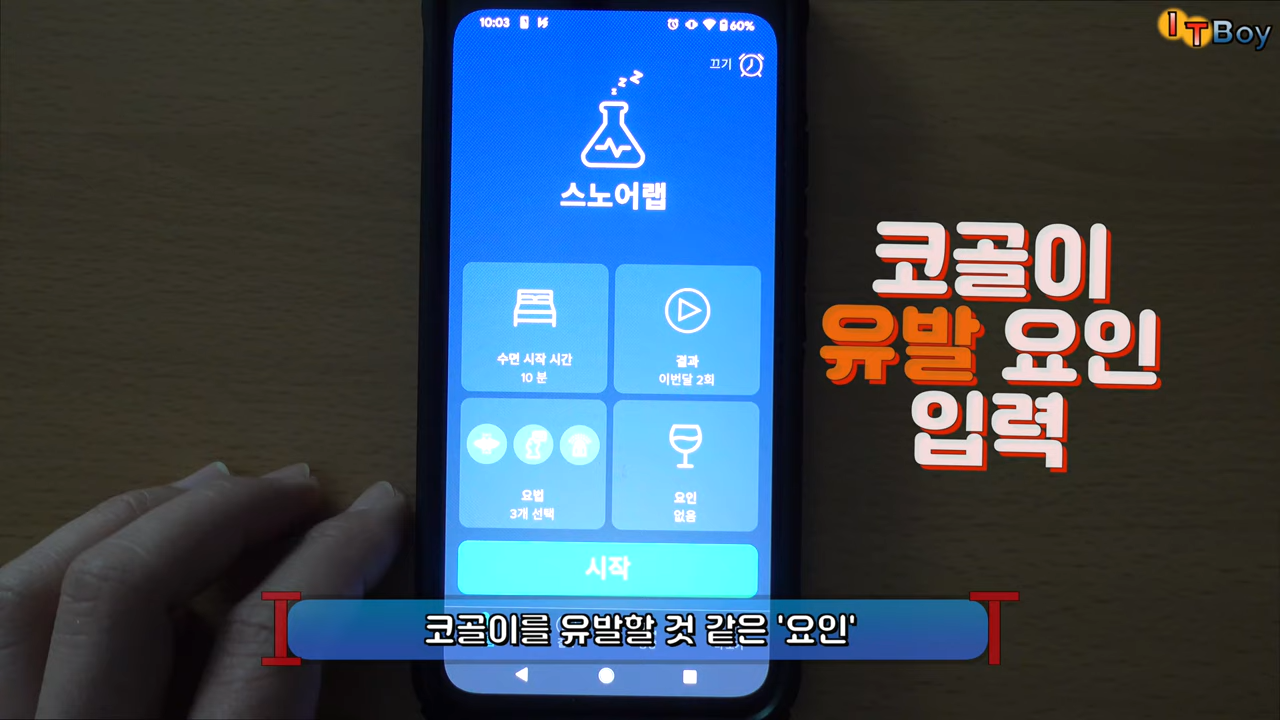 10:03
60%
ITBoy
끄기
스노어랩
수면 시작 시간
10 분
결과
이번달 2회
요법
3개 선택
요인
없음
시작
코골이
유발 요인
입력
코골이를 유발할 것 같은 '요인'